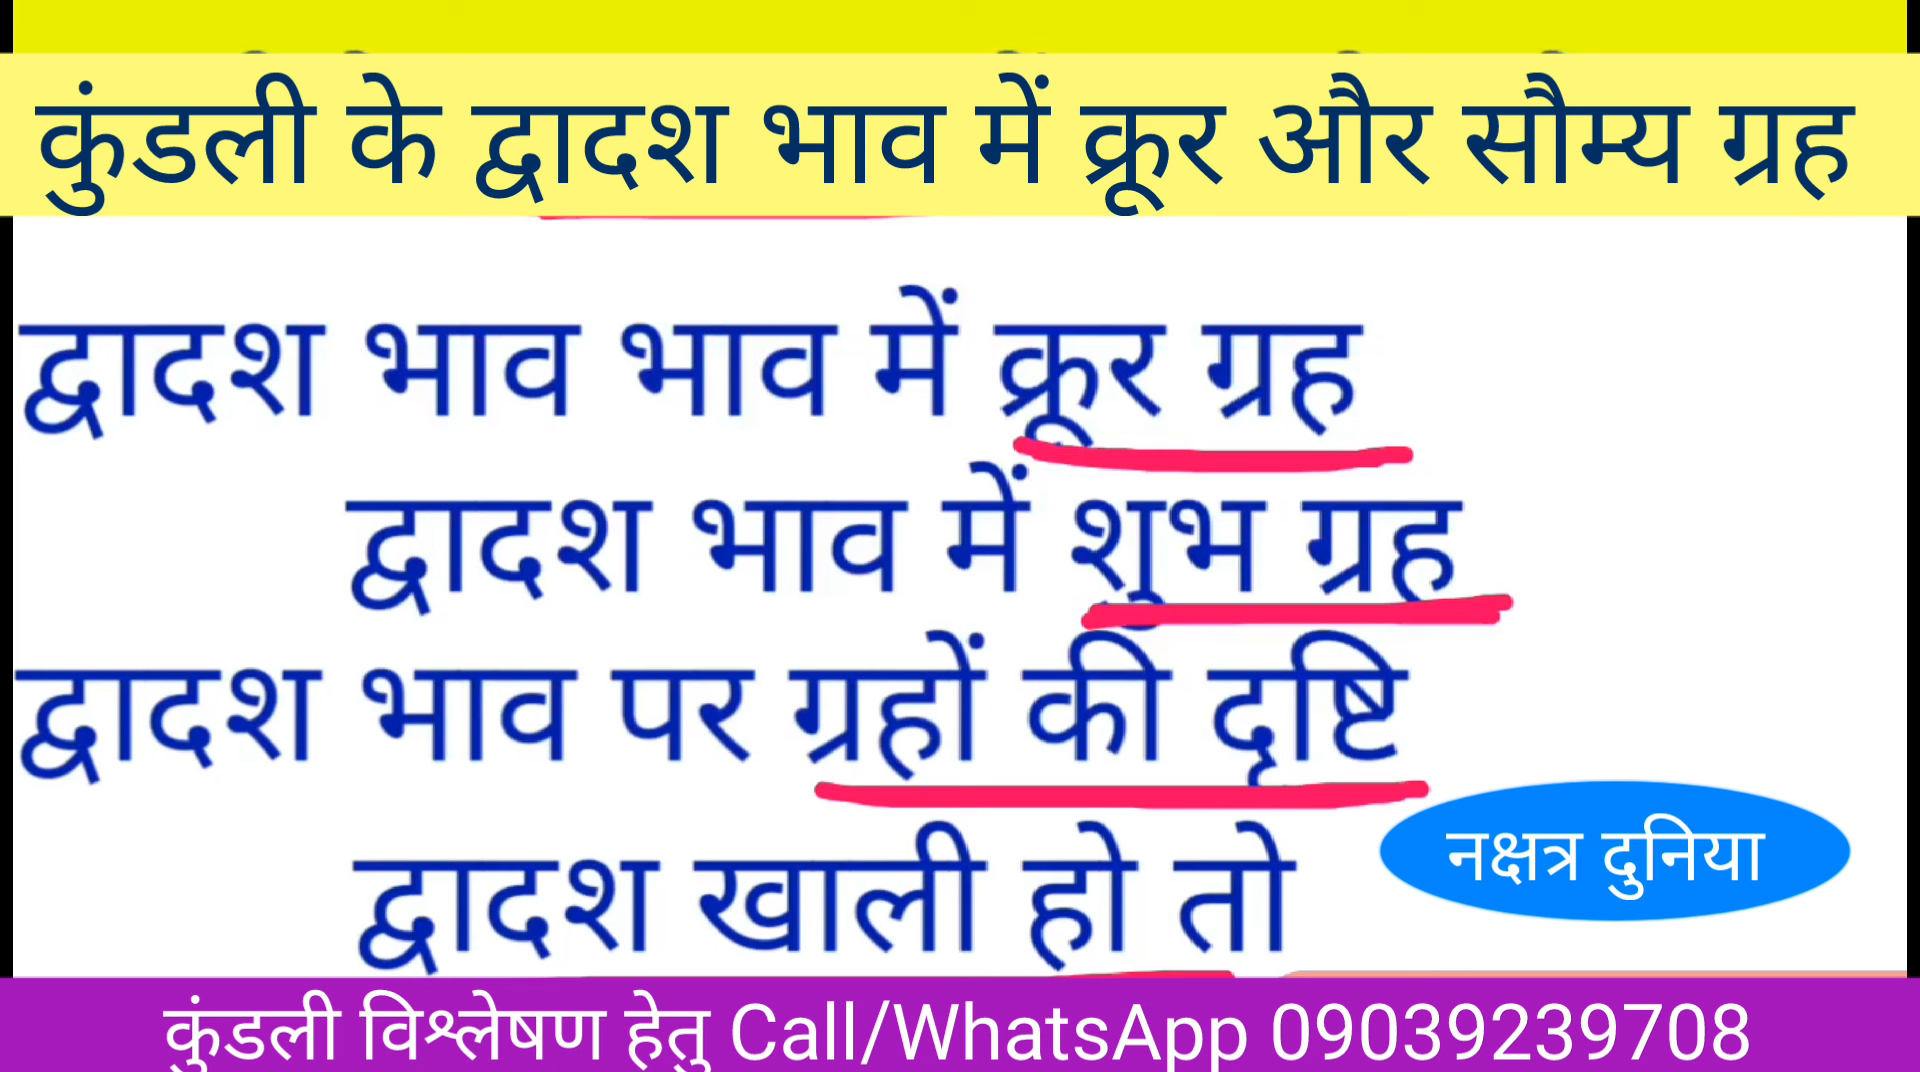 कुंडली के द्वादश भाव में क्रूर और सौम्य ग्रह
द्वादश भाव भाव में क्रूर ग्रह
द्वादश भाव में शुभ ग्रह
द्वादश भाव पर ग्रहों की दृष्टि
नक्षत्र दुनिया
द्वादश खाली हो तो
कुंडली विश्लेषण हेतु Call/WhatsApp 09039239708